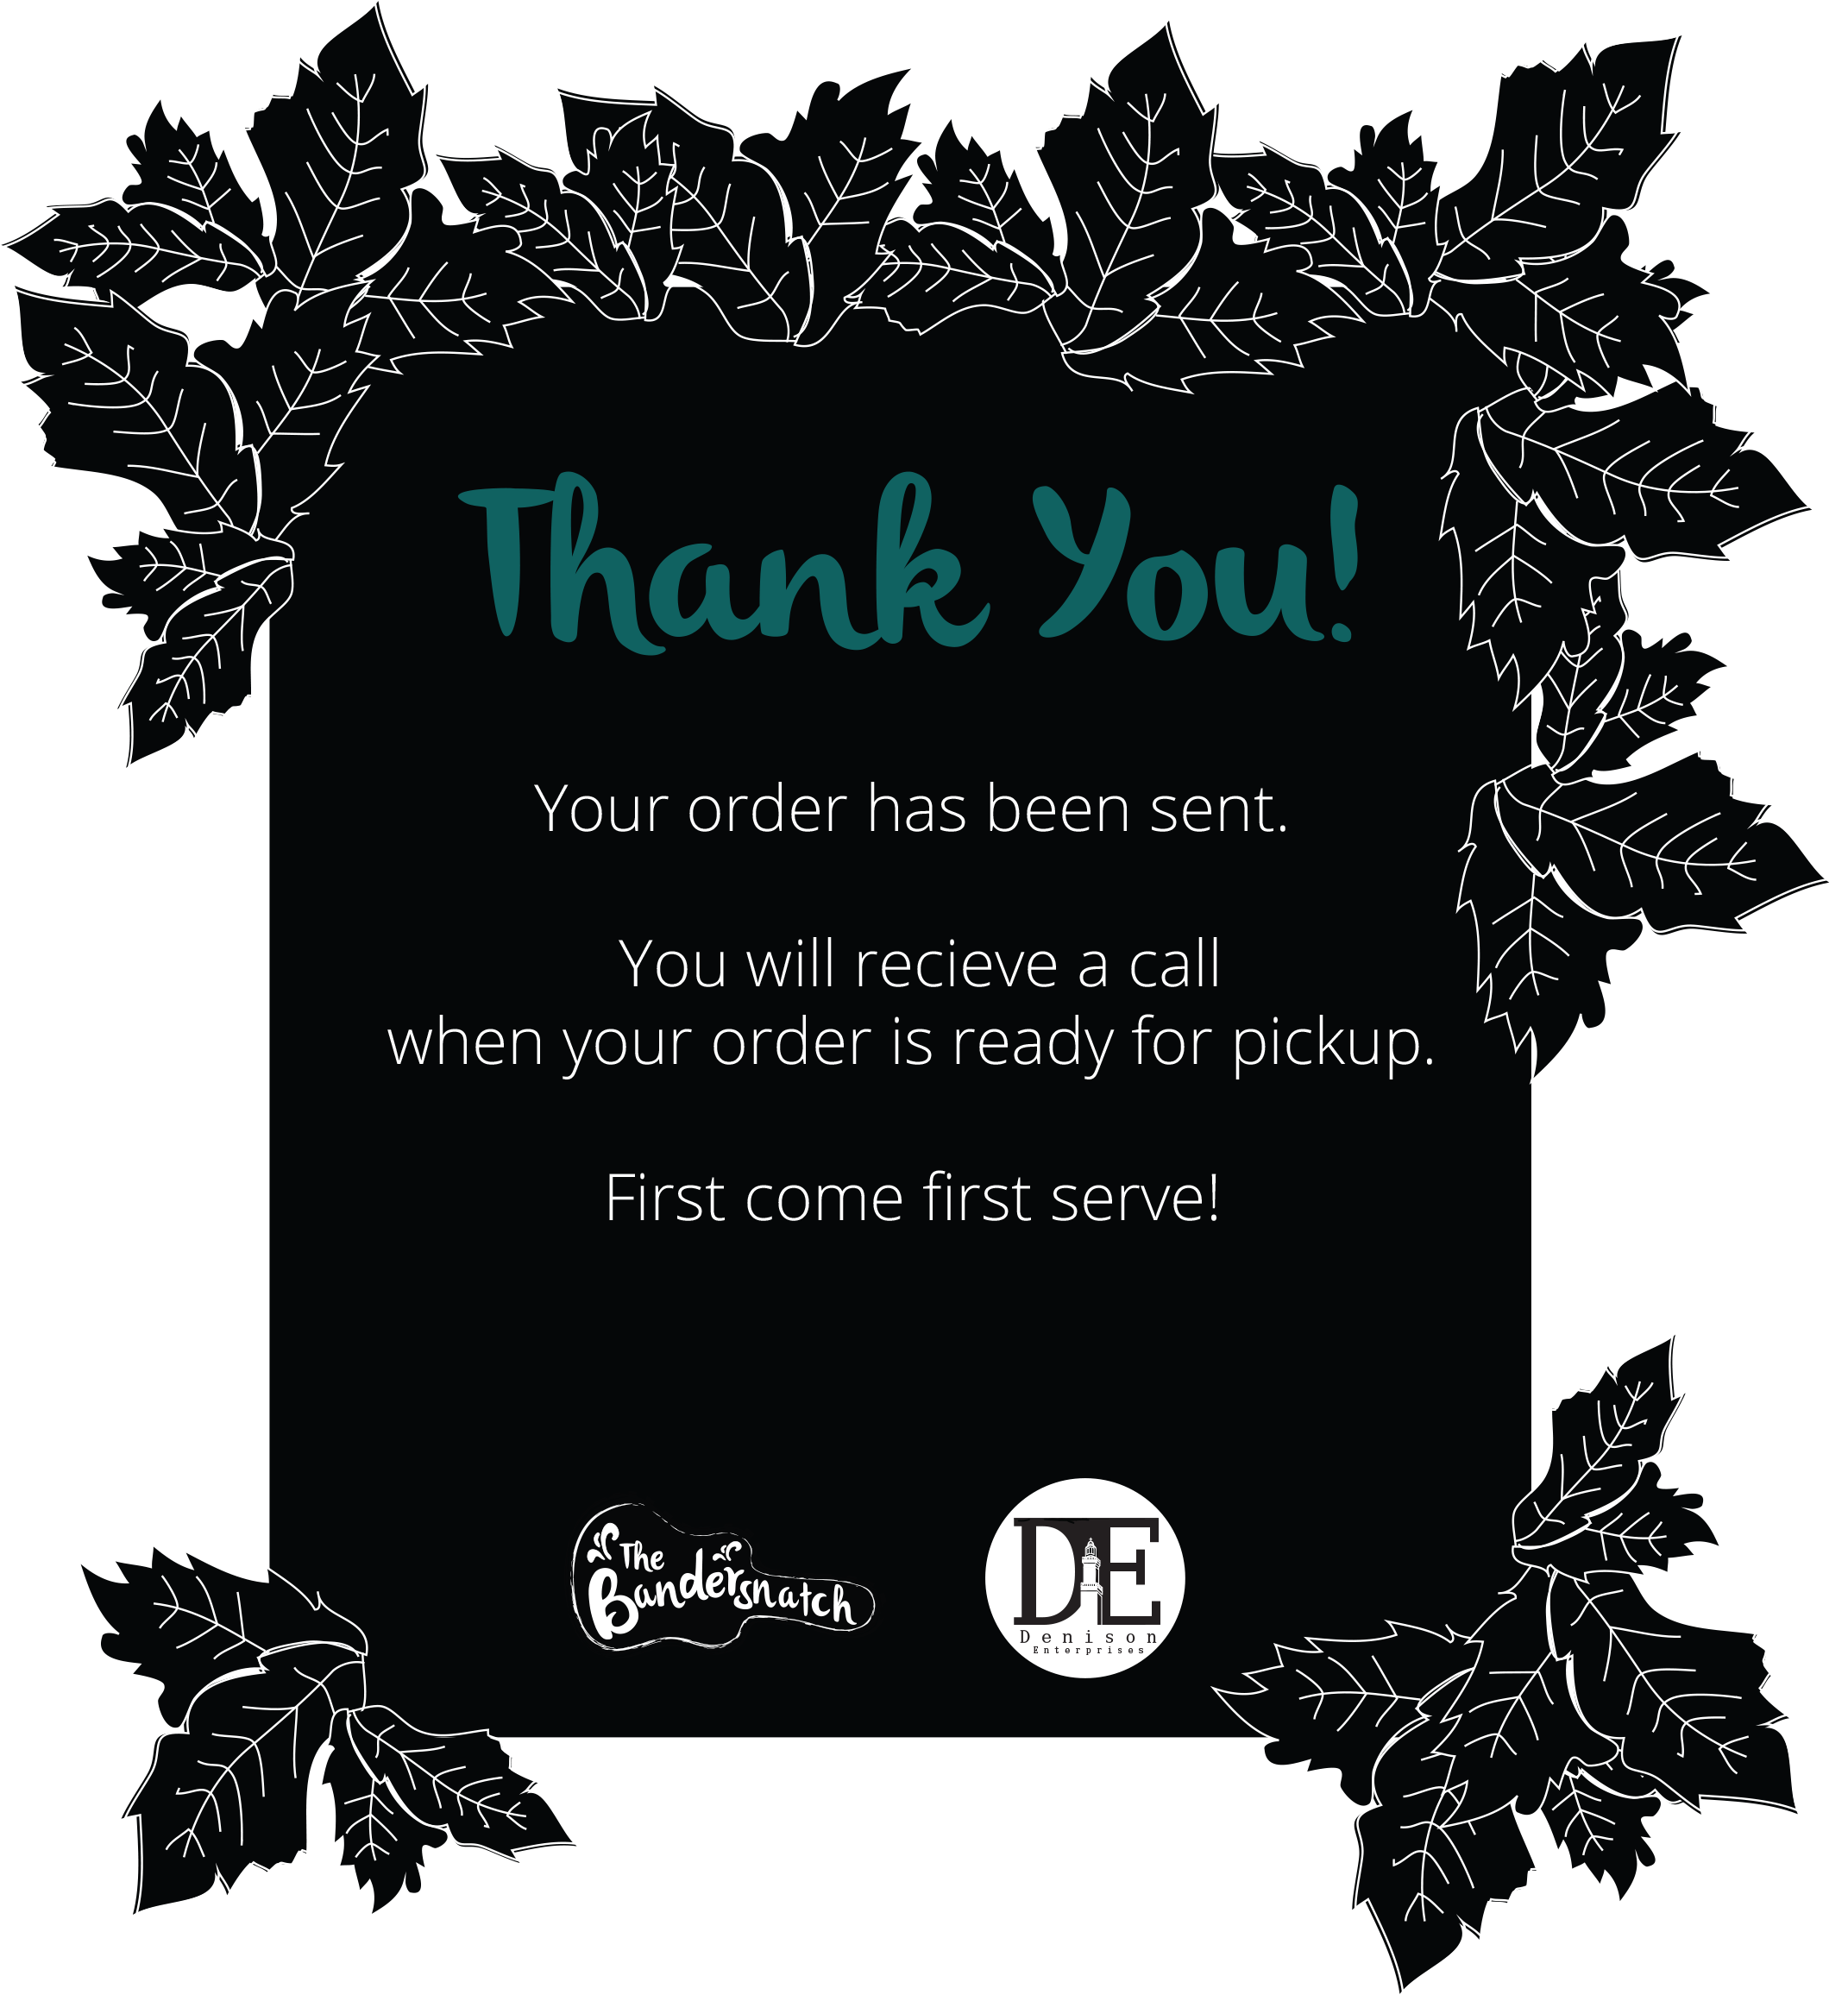 Thank You!
Your order has been sent.
You will recieve a call
when your order is ready for pickup.
First come first serve!
The
Bandersnatch
DE
Denison
Enterprises